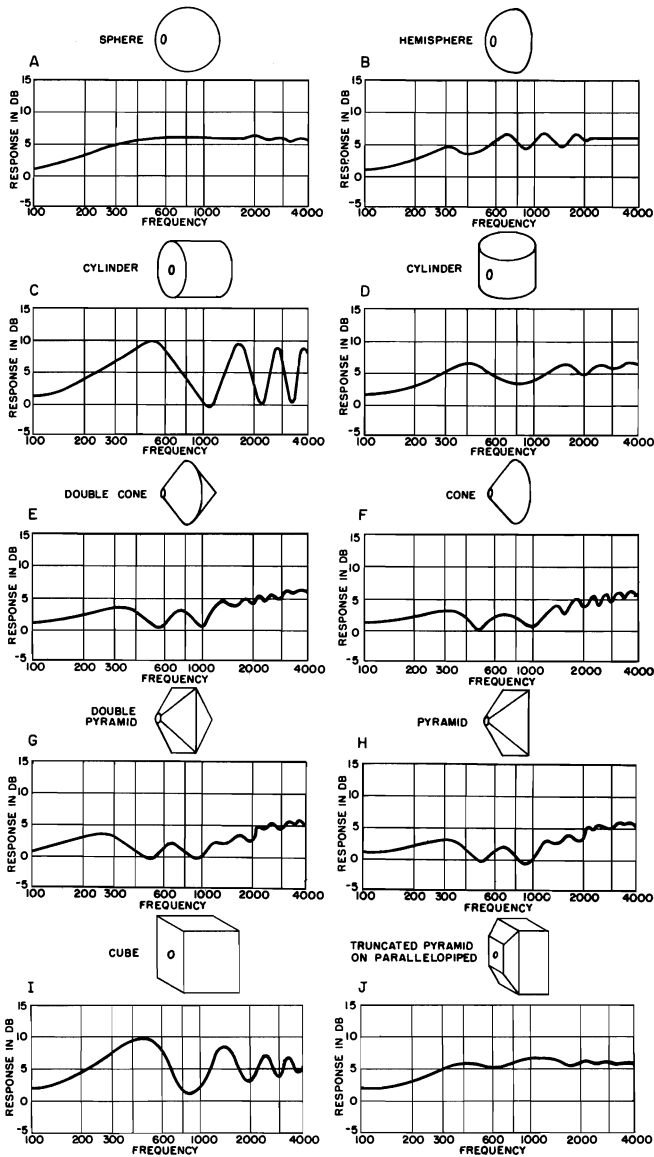 SPHERE
A
RESPONSE IN DB
15
10
5
0
-5
100 200 300 600 1000 2000 4000
FREQUENCY
HEMISPHERE
B
RESPONSE IN DB
15
10
5
0
-5
100 200 300 600 1000 2000 4000
FREQUENCY
CYLINDER
C
RESPONSE IN DB
15
10
5
0
-5
100 200 300 600 1000 2000 4000
FREQUENCY
CYLINDER
D
RESPONSE IN DB
15
10
5
0
-5
100 200 300 600 1000 2000 4000
FREQUENCY
DOUBLE CONE
E
RESPONSE IN DB
15
10
5
0
-5
100 200 300 600 1000 2000 4000
FREQUENCY
CONE
F
RESPONSE IN DB
15
10
5
0
-5
100 200 300 600 1000 2000 4000
FREQUENCY
DOUBLE
PYRAMID
G
RESPONSE IN DB
15
10
5
0
-5
100 200 300 600 1000 2000 4000
FREQUENCY
PYRAMID
H
RESPONSE IN DB
15
10
5
0
-5
100 200 300 600 1000 2000 4000
FREQUENCY
CUBE
I
RESPONSE IN DB
15
10
5
0
-5
100 200 300 600 1000 2000 4000
FREQUENCY
TRUNCATED PYRAMID
ON PARALLELOPIPED
J
RESPONSE IN DB
15
10
5
0
-5
100 200 300 600 1000 2000 4000
FREQUENCY